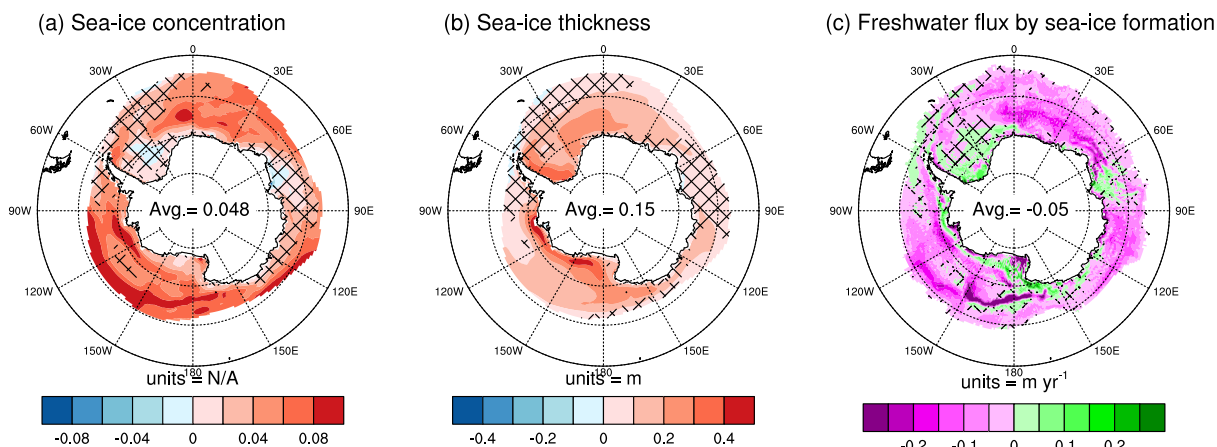 (a) Sea-ice concentration
(b) Sea-ice thickness
(c) Freshwater flux by sea-ice formation
0
30W
30E
60W
60E
90W
Avg.= 0.048
90E
120W
120E
150W
150E
180
units = N/A
-0.08
-0.04
0
0.04
0.08
0
30W
30E
60W
60E
90W
Avg.= 0.15
90E
120W
120E
150W
150E
180
units = m
-0.4
-0.2
0
0.2
0.4
0
30W
30E
60W
60E
90W
Avg.= -0.05
90E
120W
120E
150W
150E
180
units = m yr⁻¹
-0.2
-0.1
0
0.1
0.2